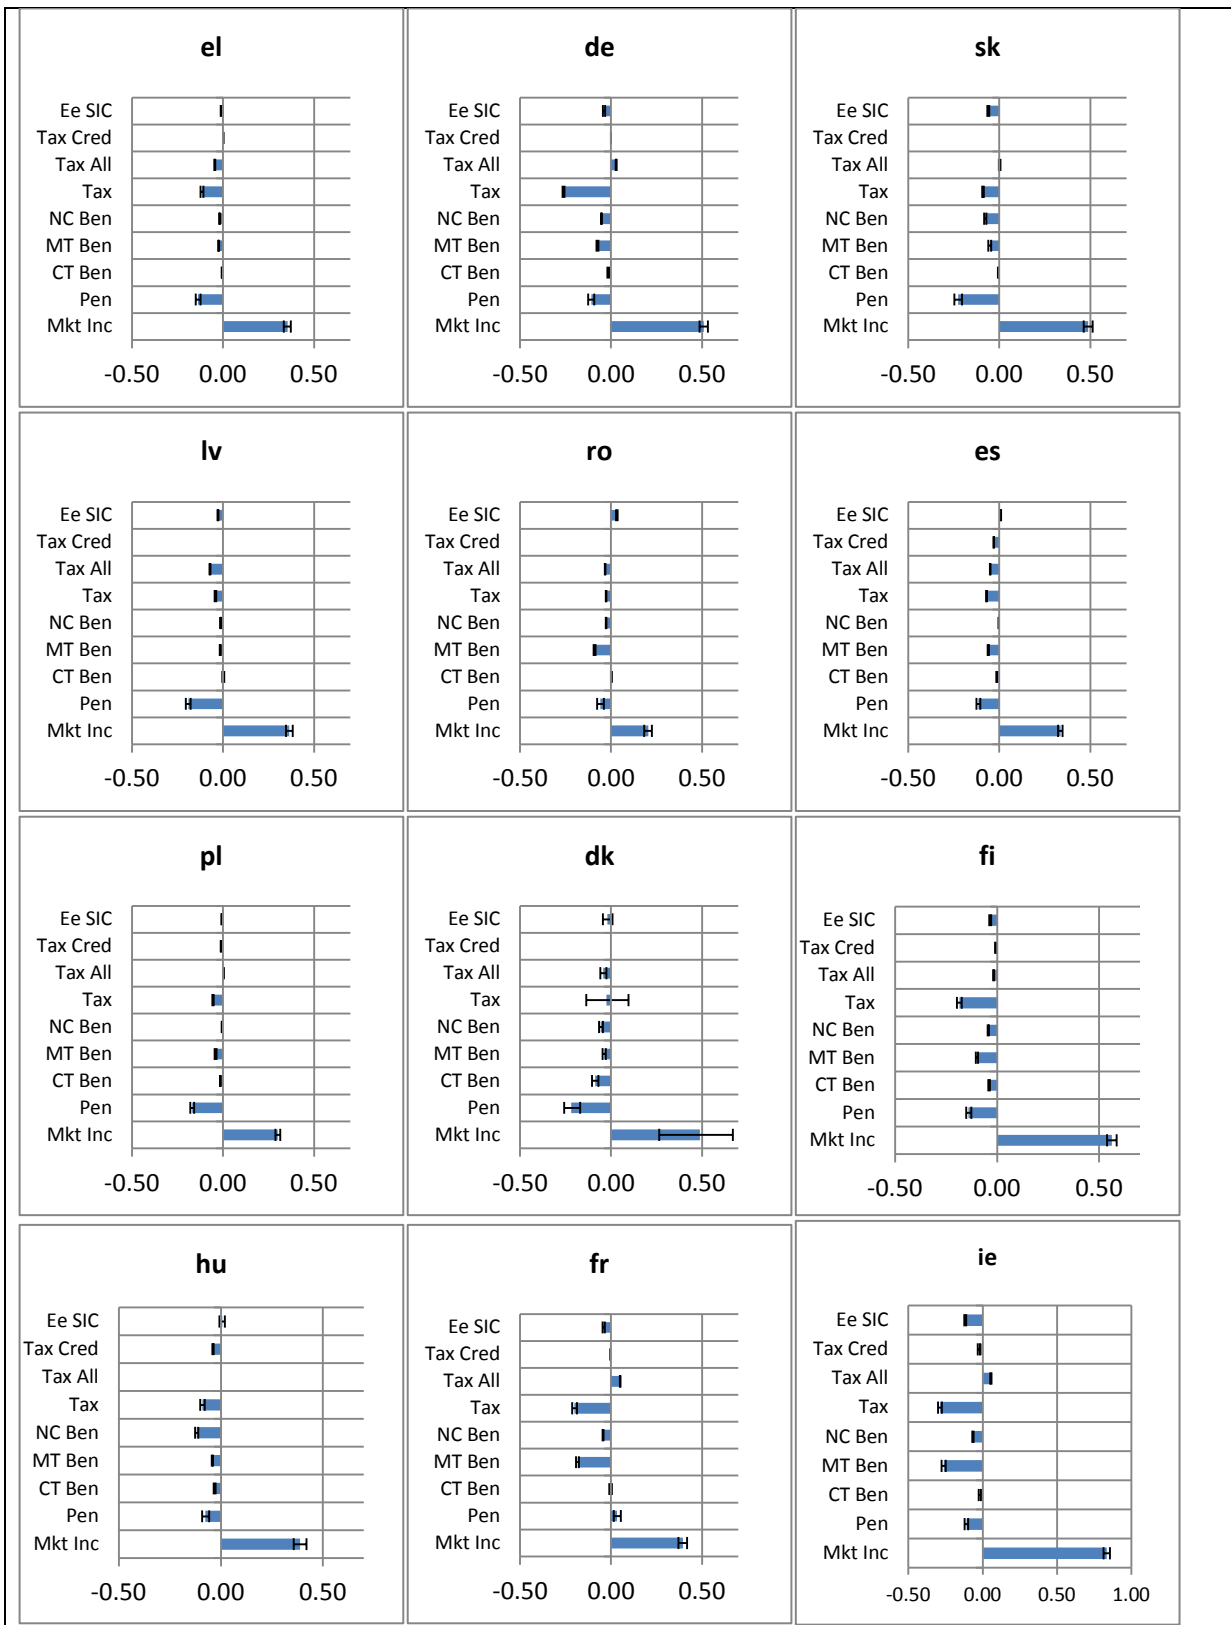 el
Ee SIC
Tax Cred
Tax All
Tax
NC Ben
MT Ben
CT Ben
Pen
Mkt Inc
-0.50 0.00 0.50
de
Ee SIC
Tax Cred
Tax All
Tax
NC Ben
MT Ben
CT Ben
Pen
Mkt Inc
-0.50 0.00 0.50
sk
Ee SIC
Tax Cred
Tax All
Tax
NC Ben
MT Ben
CT Ben
Pen
Mkt Inc
-0.50 0.00 0.50
lv
Ee SIC
Tax Cred
Tax All
Tax
NC Ben
MT Ben
CT Ben
Pen
Mkt Inc
-0.50 0.00 0.50
ro
Ee SIC
Tax Cred
Tax All
Tax
NC Ben
MT Ben
CT Ben
Pen
Mkt Inc
-0.50 0.00 0.50
es
Ee SIC
Tax Cred
Tax All
Tax
NC Ben
MT Ben
CT Ben
Pen
Mkt Inc
-0.50 0.00 0.50
pl
Ee SIC
Tax Cred
Tax All
Tax
NC Ben
MT Ben
CT Ben
Pen
Mkt Inc
-0.50 0.00 0.50
dk
Ee SIC
Tax Cred
Tax All
Tax
NC Ben
MT Ben
CT Ben
Pen
Mkt Inc
-0.50 0.00 0.50
fi
Ee SIC
Tax Cred
Tax All
Tax
NC Ben
MT Ben
CT Ben
Pen
Mkt Inc
-0.50 0.00 0.50
hu
Ee SIC
Tax Cred
Tax All
Tax
NC Ben
MT Ben
CT Ben
Pen
Mkt Inc
-0.50 0.00 0.50
fr
Ee SIC
Tax Cred
Tax All
Tax
NC Ben
MT Ben
CT Ben
Pen
Mkt Inc
-0.50 0.00 0.50
ie
Ee SIC
Tax Cred
Tax All
Tax
NC Ben
MT Ben
CT Ben
Pen
Mkt Inc
-0.50 0.00 0.50 1.00